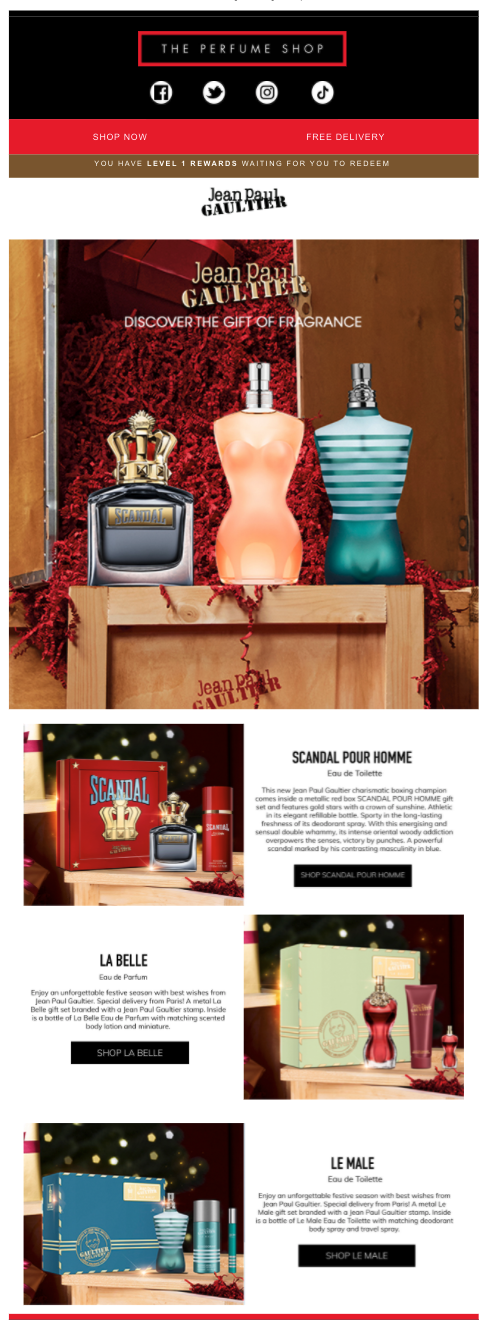 THE PERFUME SHOP
SHOP NOW
FREE DELIVERY
YOU HAVE LEVEL 1 REWARDS WAITING FOR YOU TO REDEEM
Jean Paul
GAULTIER
Jean Paul
GAULTIER
DISCOVER THE GIFT OF FRAGRANCE
SCANDAL
Jean Paul
GAULTIER
SCANDAL
SCANDAL
SCANDAL POUR HOMME
Eau de Toilette
This new Jean Paul Gaultier charismatic boxing champion
comes inside a metallic red box SCANDAL POUR HOMME gift
set and features gold stars with a crown of sunshine. Athletic
in its elegant refillable bottle. Sporty in the long-lasting
freshness of its deodorant spray. With this energising and
sensual double whammy, its intense oriental woody addiction
overpowers the senses, victory by punches. A powerful
scandal marked by his contrasting masculinity in blue.
SHOP SCANDAL POUR HOMME
LA BELLE
Eau de Parfum
Enjoy an unforgettable festive season with best wishes from
Jean Paul Gaultier. Special delivery from Paris! A metal La
Belle gift set branded with a Jean Paul Gaultier stamp. Inside
is a bottle of La Belle Eau de Parfum with matching scented
body lotion and miniature.
SHOP LA BELLE
GAULTIER
LE MALE
Eau de Toilette
Enjoy an unforgettable festive season with best wishes from
Jean Paul Gaultier. Special delivery from Paris! A metal Le
Male gift set branded with a Jean Paul Gaultier stamp. Inside
is a bottle of Le Male Eau de Toilette with matching deodorant
body spray and travel spray.
SHOP LE MALE